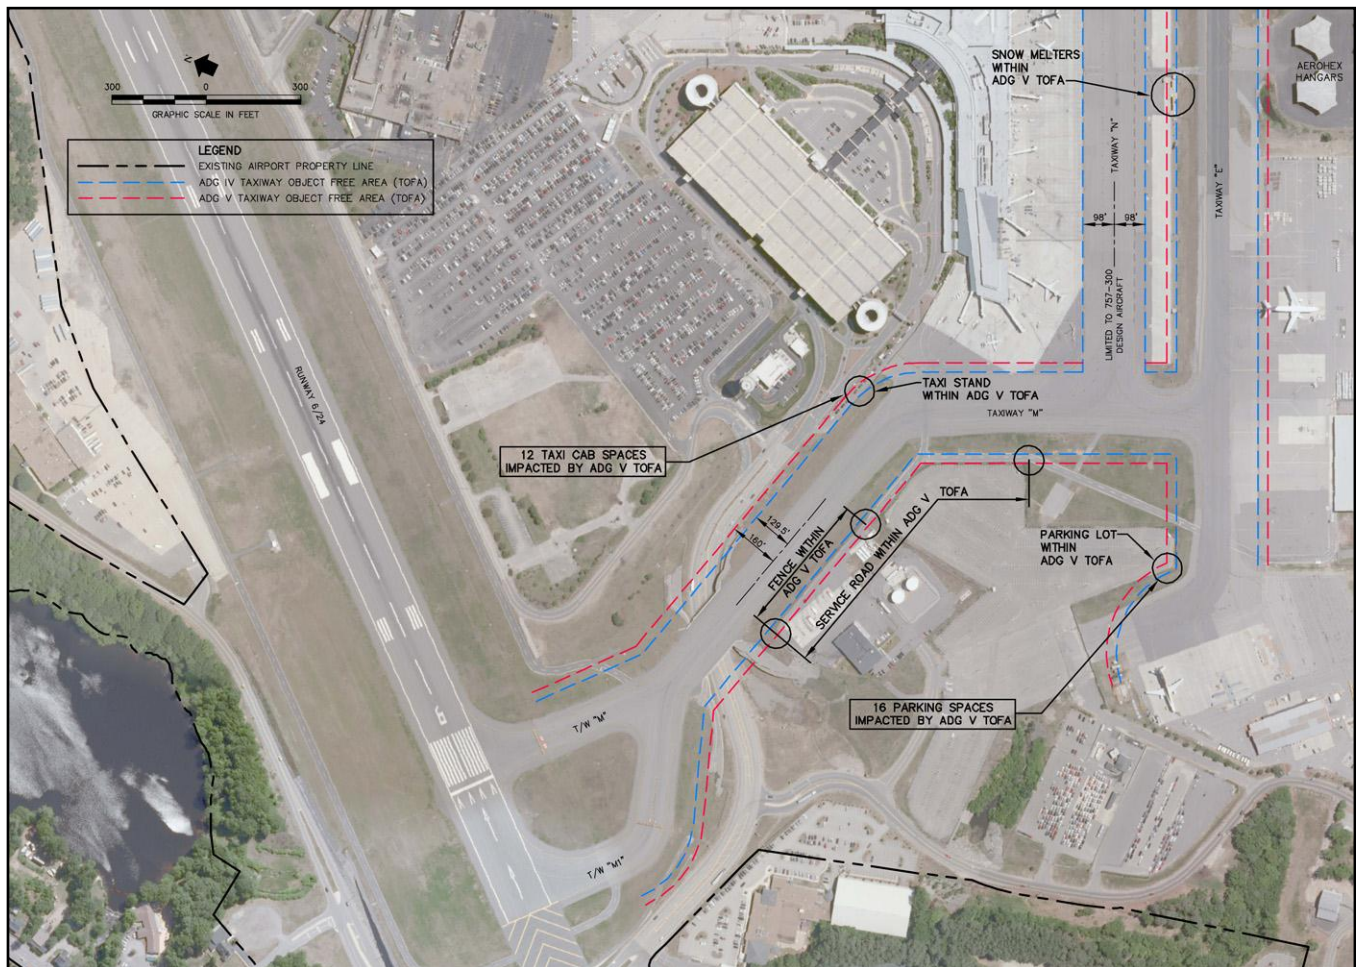 SNOW MELTERS
WITHIN
ADG V TOFA
AEROHEX
HANGARS
N
300
0
300
GRAPHIC SCALE IN FEET
LEGEND
EXISTING AIRPORT PROPERTY LINE
ADG IV TAXIWAY OBJECT FREE AREA (TOFA)
ADG V TAXIWAY OBJECT FREE AREA (TOFA)
TAXIWAY "N"
TAXIWAY "E"
98'
98'
LIMITED TO 757-300
DESIGN AIRCRAFT
RUNWAY 6/24
TAXI STAND
WITHIN ADG V TOFA
TAXIWAY "M"
12 TAXI CAB SPACES
IMPACTED BY ADG V TOFA
129.5'
160'
FENCE WITHIN
ADG V TOFA
SERVICE ROAD WITHIN ADG V TOFA
PARKING LOT
WITHIN
ADG V TOFA
16 PARKING SPACES
IMPACTED BY ADG V TOFA
T/W "M"
6
T/W "M1"